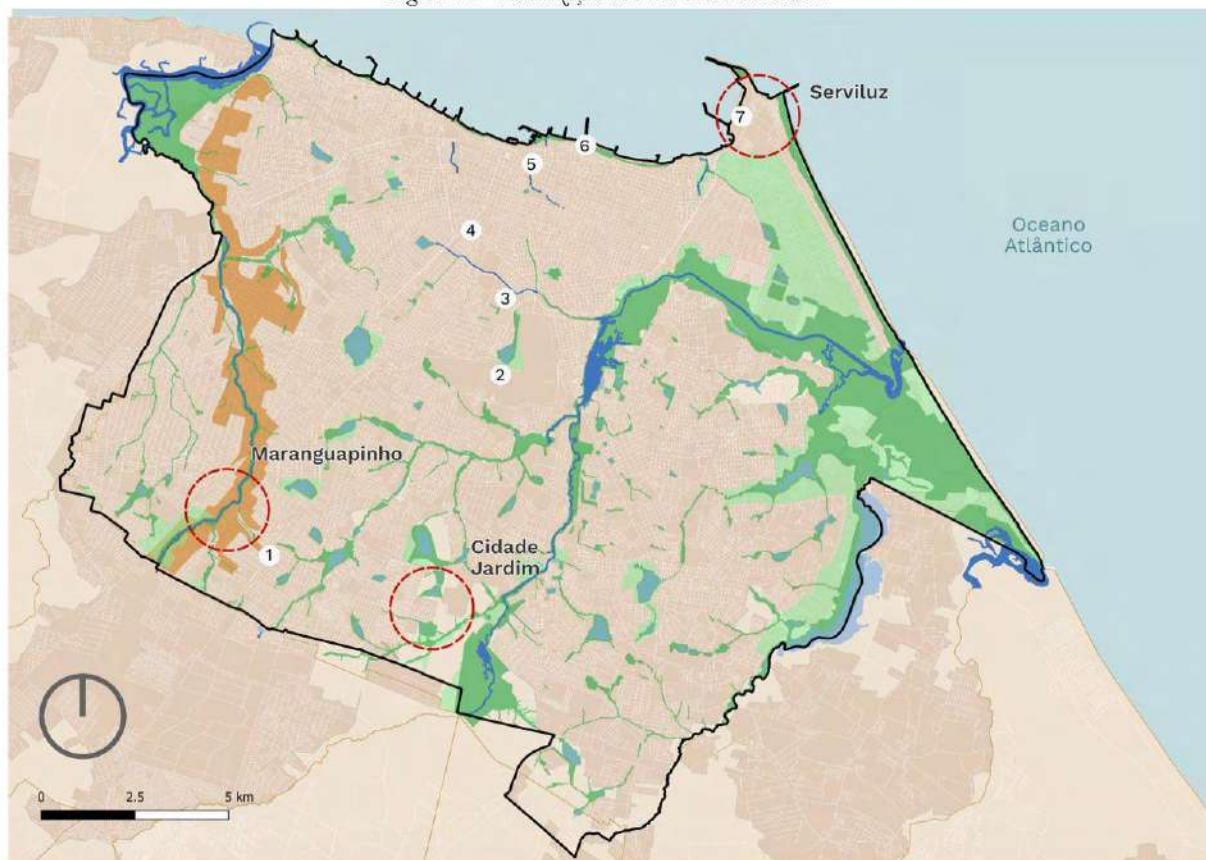 Serviluz
7
6
5
Oceano
Atlântico
4
3
2
Maranguapinho
Cidade
Jardim
1
0 2.5 5 km